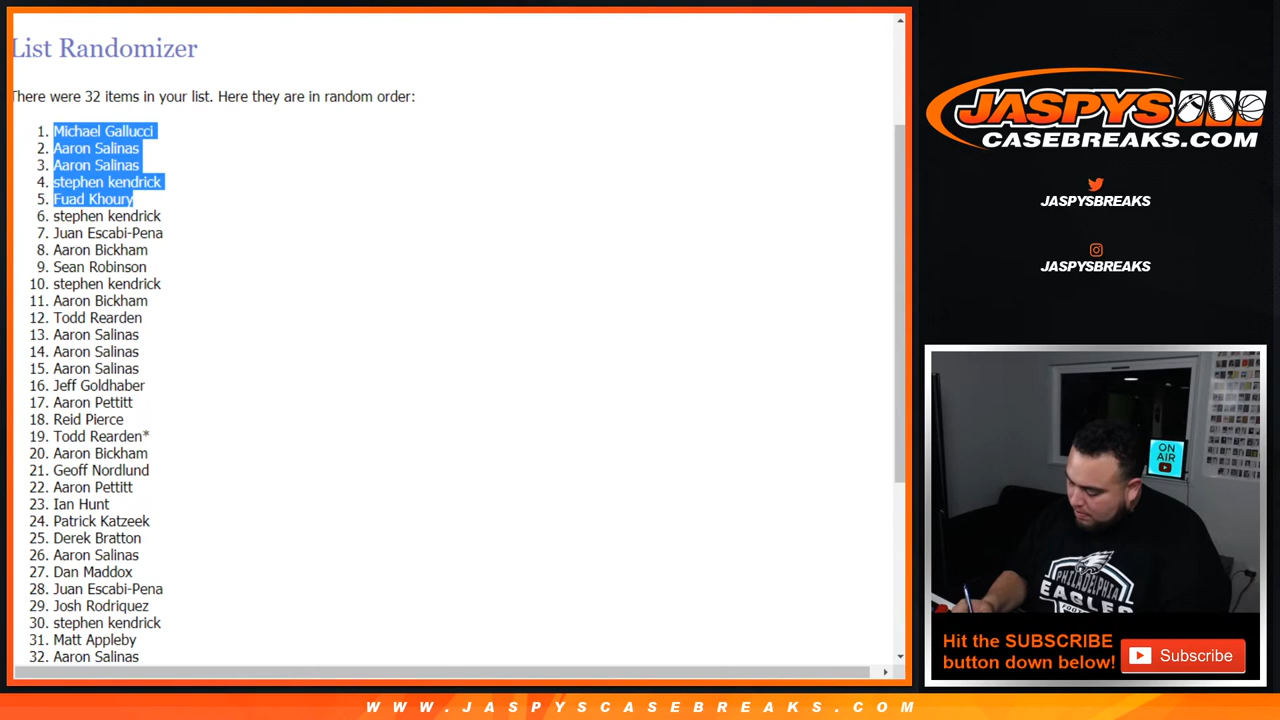 List Randomizer
There were 32 items in your list. Here they are in random order:
1. Michael Gallucci
2. Aaron Salinas
3. Aaron Salinas
4. stephen kendrick
5. Fuad Khoury
6. stephen kendrick
7. Juan Escabi-Pena
8. Aaron Bickham
9. Sean Robinson
10. stephen kendrick
11. Aaron Bickham
12. Todd Rearden
13. Aaron Salinas
14. Aaron Salinas
15. Aaron Salinas
16. Jeff Goldhaber
17. Aaron Pettitt
18. Reid Pierce
19. Todd Rearden*
20. Aaron Bickham
21. Geoff Nordlund
22. Aaron Pettitt
23. Ian Hunt
24. Patrick Katzeek
25. Derek Bratton
26. Aaron Salinas
27. Dan Maddox
28. Juan Escabi-Pena
29. Josh Rodriquez
30. stephen kendrick
31. Matt Appleby
32. Aaron Salinas
JASPYS
CASEBREAKS.COM
JASPYSBREAKS
JASPYSBREAKS
ON
AIR
PHILADELPHIA
EAGLES
Hit the SUBSCRIBE
button down below!
Subscribe
WWW.JASPYSCASEBREAKS.COM